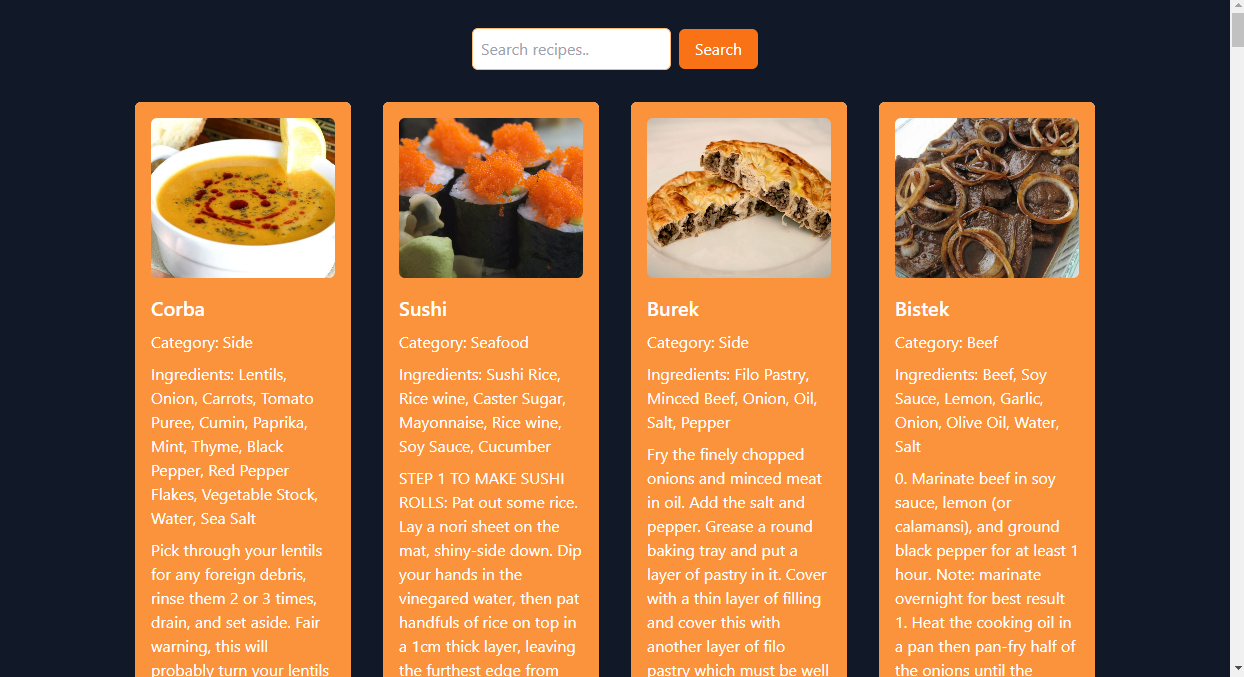 Search recipes..
Search
Corba
Category: Side
Ingredients: Lentils,
Onion, Carrots, Tomato
Puree, Cumin, Paprika,
Mint, Thyme, Black
Pepper, Red Pepper
Flakes, Vegetable Stock,
Water, Sea Salt
Pick through your lentils
for any foreign debris,
rinse them 2 or 3 times,
drain, and set aside. Fair
warning, this will
probably turn your lentils
Sushi
Category: Seafood
Ingredients: Sushi Rice,
Rice wine, Caster Sugar,
Mayonnaise, Rice wine,
Soy Sauce, Cucumber
STEP 1 TO MAKE SUSHI
ROLLS: Pat out some rice.
Lay a nori sheet on the
mat, shiny-side down. Dip
your hands in the
vinegared water, then pat
handfuls of rice on top in
a 1cm thick layer, leaving
the furthest edge from
Burek
Category: Side
Ingredients: Filo Pastry,
Minced Beef, Onion, Oil,
Salt, Pepper
Fry the finely chopped
onions and minced meat
in oil. Add the salt and
pepper. Grease a round
baking tray and put a
layer of pastry in it. Cover
with a thin layer of filling
and cover this with
another layer of filo
pastry which must be well
Bistek
Category: Beef
Ingredients: Beef, Soy
Sauce, Lemon, Garlic,
Onion, Olive Oil, Water,
Salt
0. Marinate beef in soy
sauce, lemon (or
calamansi), and ground
black pepper for at least 1
hour. Note: marinate
overnight for best result
1. Heat the cooking oil in
a pan then pan-fry half of
the onions until the